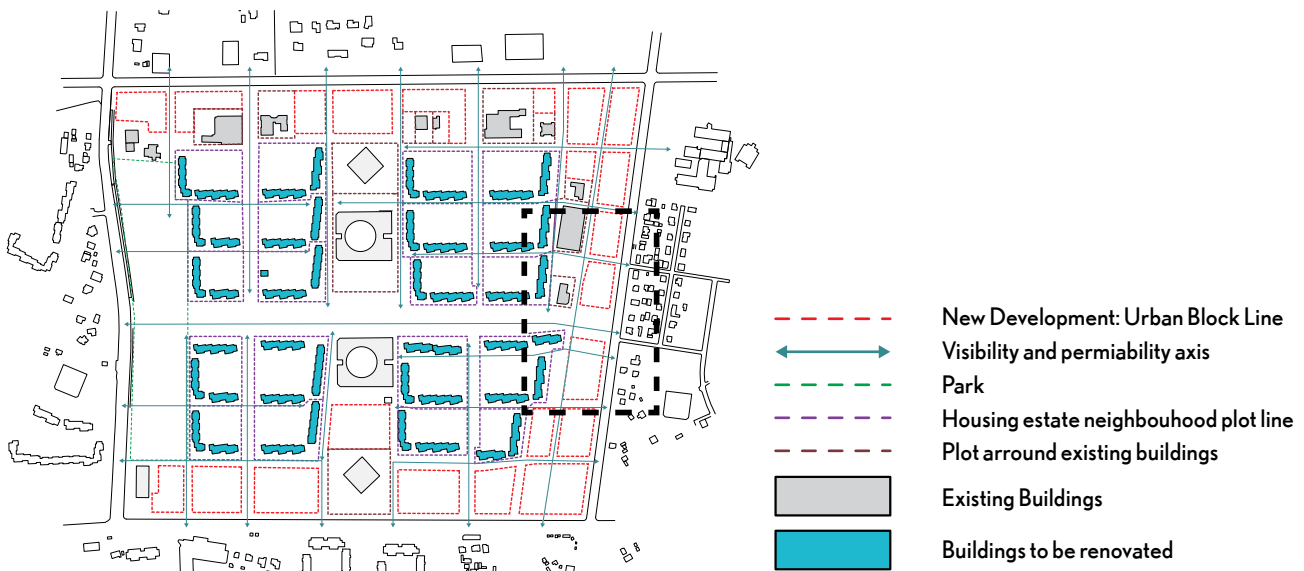 New Development: Urban Block Line
Visibility and permiability axis
Park
Housing estate neighbouhood plot line
Plot arround existing buildings
Existing Buildings
Buildings to be renovated